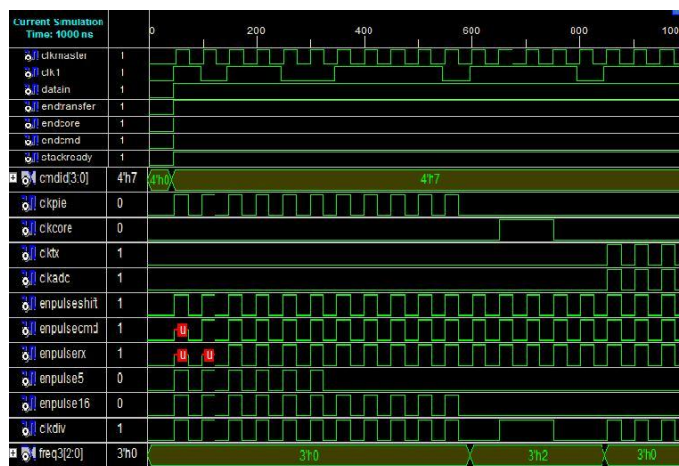 Current Simulation
Time: 1000 ns
0 200 400 600 800 100
clkmaster 1
clk1 1
datain 1
endtransfer 1
endcore 1
endcmd 1
stackready 1
cmdid[3:0] 4'h7 4'h0 4'h7
ckpie 0
ckcore 0
cktx 1
ckadc 1
enpulseshit 1
enpulsecmd 1 U
enpulserx 1 U U
enpulse5 0
enpulse16 0
ckdiv 1
freq3[2:0] 3'h0 3'h0 3'h2 3'h0